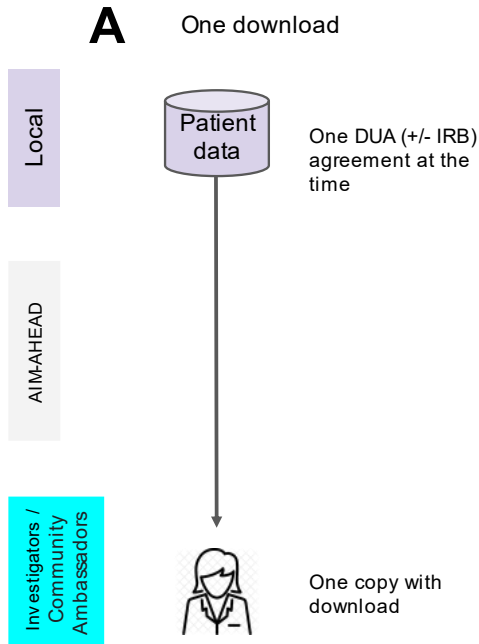 A
One download
Local
Patient
data
One DUA (+/- IRB)
agreement at the
time
AIM-AHEAD
Investigators /
Community
Ambassadors
One copy with
download